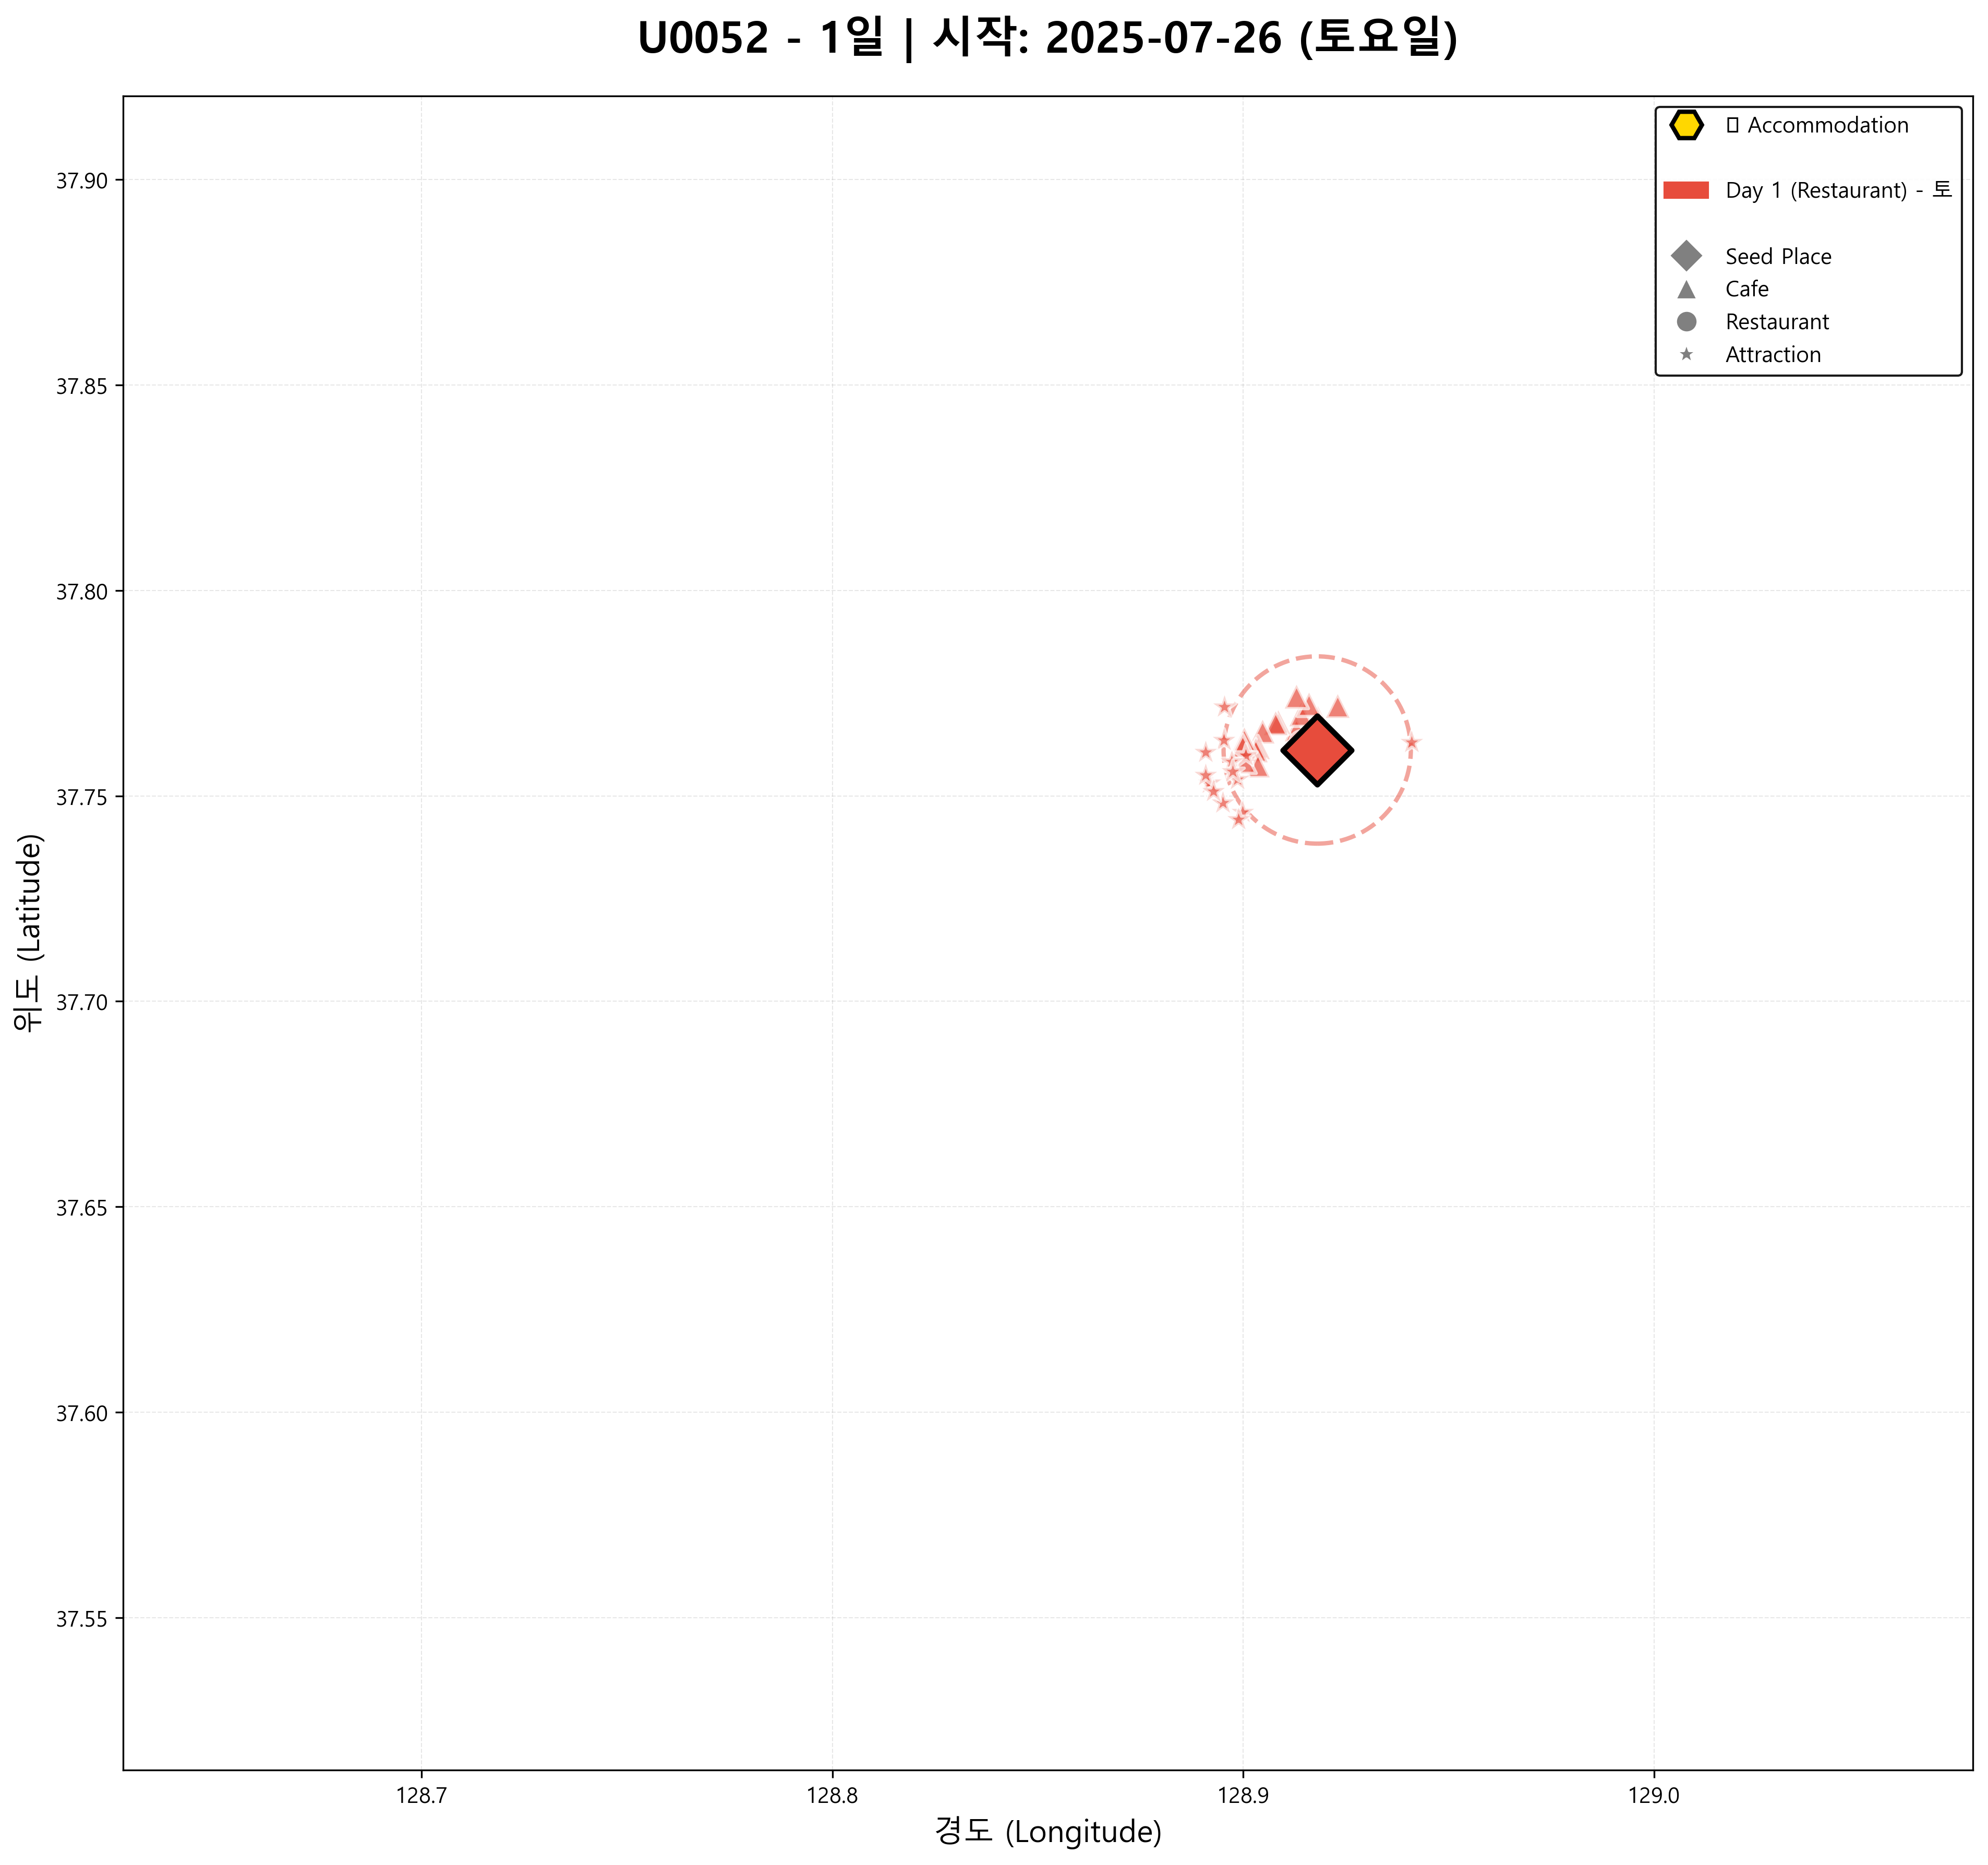 U0052 - 1일 | 시작: 2025-07-26 (토요일)
□ Accommodation
Day 1 (Restaurant) - 토
Seed Place
Cafe
Restaurant
Attraction
위도 (Latitude)
37.90
37.85
37.80
37.75
37.70
37.65
37.60
37.55
128.7
128.8
128.9
129.0
경도 (Longitude)